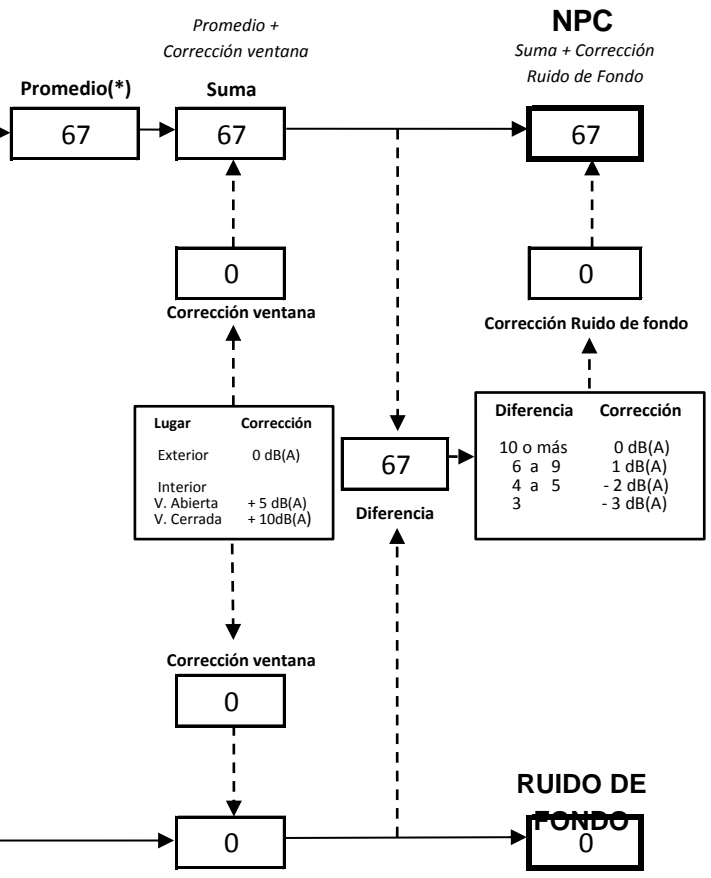 Promedio +
Corrección ventana
NPC
Suma + Corrección
Ruido de Fondo
Promedio(*)
Suma
67
67
67
0
0
Corrección ventana
Corrección Ruido de fondo
Lugar Corrección
Exterior 0 dB(A)
Interior
V. Abierta + 5 dB(A)
V. Cerrada + 10dB(A)
67
Diferencia
Diferencia Corrección
10 o más 0 dB(A)
6 a 9 1 dB(A)
4 a 5 - 2 dB(A)
3 - 3 dB(A)
Corrección ventana
0
RUIDO DE
FONDO
0
0